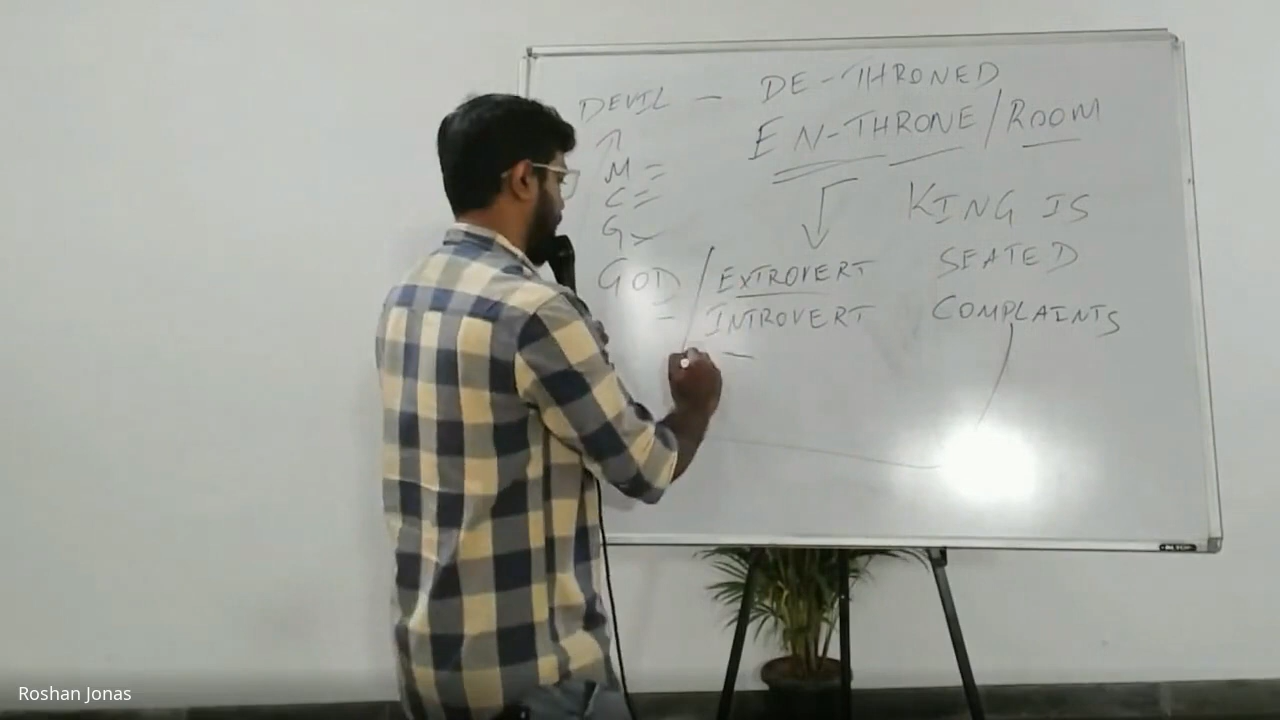 DEVIL - DE-THRONED
EN-THRONE/ROOM
M =
C =
G
GOD / EXTROVERT
- INTROVERT
KING IS
SEATED
COMPLAINTS
Roshan Jonas